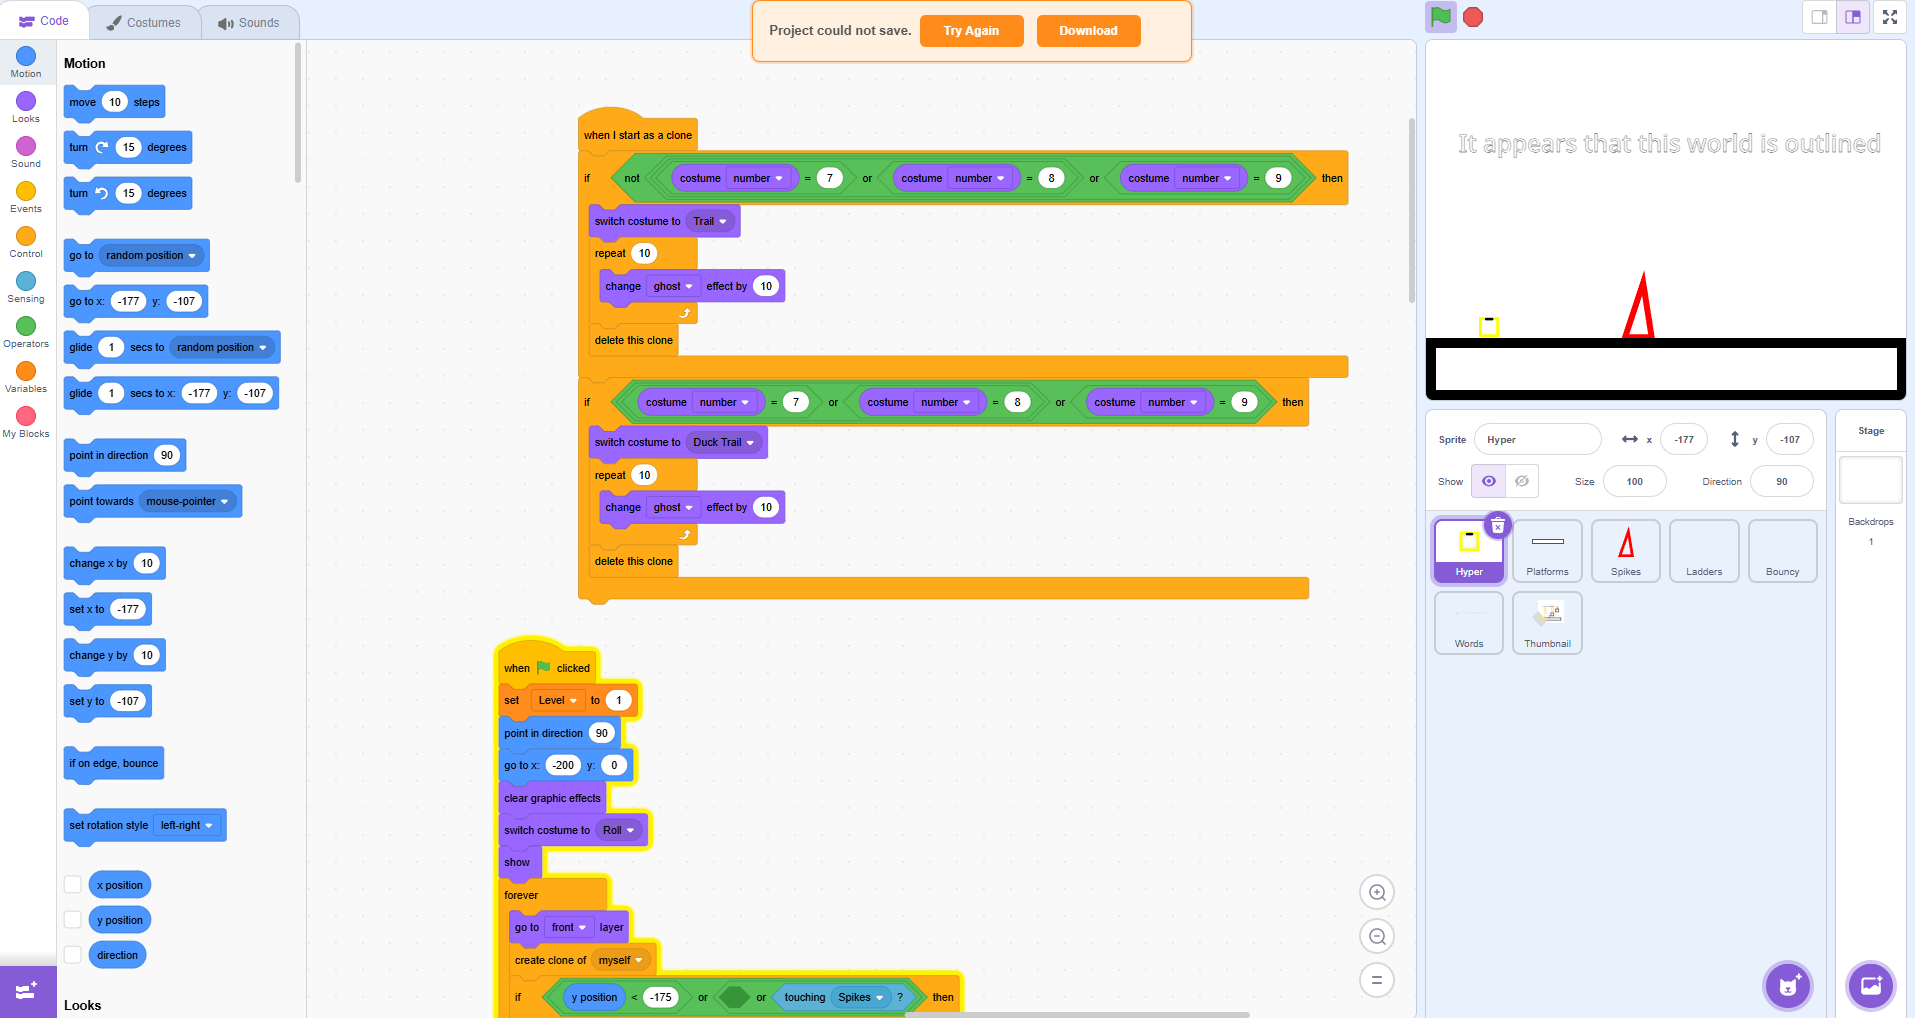 Code
Costumes
Sounds
Project could not save.
Try Again
Download
Motion
Looks
Sound
Events
Control
Sensing
Operators
Variables
My Blocks
Motion
move 10 steps
turn 15 degrees
turn 15 degrees
go to random position
go to x: -177 y: -107
glide 1 secs to random position
glide 1 secs to x: -177 y: -107
point in direction 90
point towards mouse-pointer
change x by 10
set x to -177
change y by 10
set y to -107
if on edge, bounce
set rotation style left-right
x position
y position
direction
Looks
when I start as a clone
if not costume number = 7 or costume number = 8 or costume number = 9 then
switch costume to Trail
repeat 10
change ghost effect by 10
delete this clone
if costume number = 7 or costume number = 8 or costume number = 9 then
switch costume to Duck Trail
repeat 10
change ghost effect by 10
delete this clone
when clicked
set Level to 1
point in direction 90
go to x: -200 y: 0
clear graphic effects
switch costume to Roll
show
forever
go to front layer
create clone of myself
if y position < -175 or or touching Spikes ? then
It appears that this world is outlined
Sprite Hyper x -177 y -107
Show Size 100 Direction 90
Hyper
Platforms
Spikes
Ladders
Bouncy
Words
Thumbnail
Stage
Backdrops
1